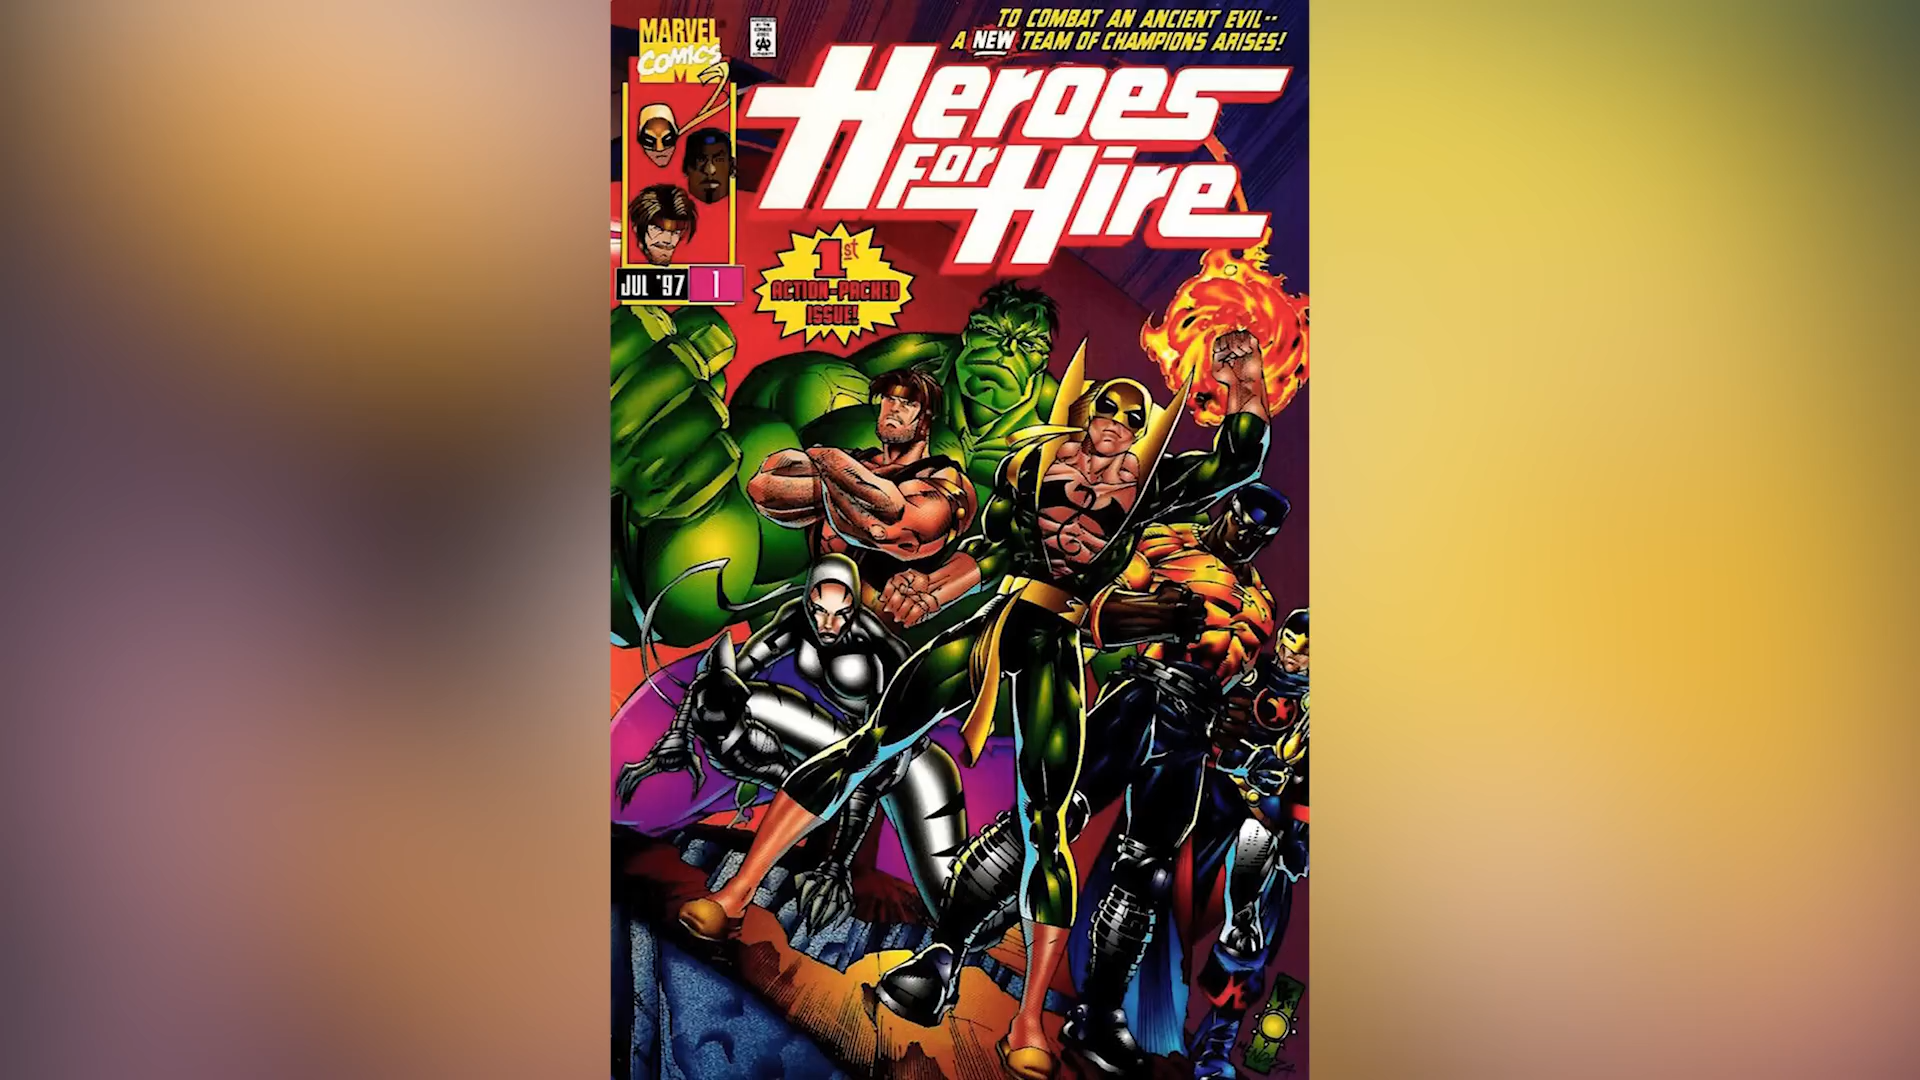 TO COMBAT AN ANCIENT EVIL--
A NEW TEAM OF CHAMPIONS ARISES!
MARVEL
COMICS
HEROES
FOR HIRE
JUL '97 1
1st
ACTION-PACKED
ISSUE!